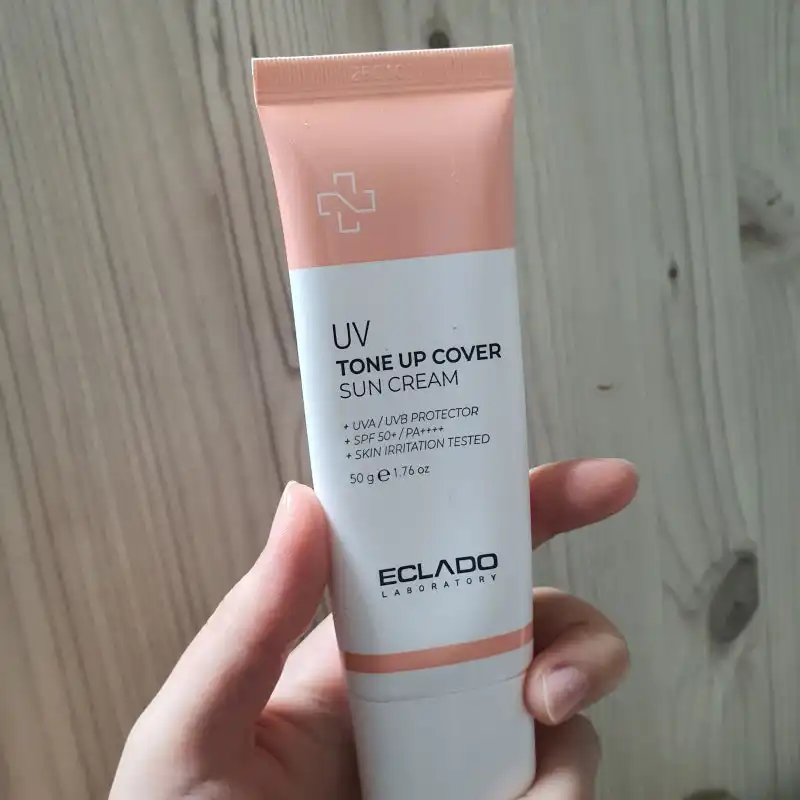 UV
TONE UP COVER
SUN CREAM
+ UVA / UVB PROTECTOR
+ SPF 50+ / PA++++
+ SKIN IRRITATION TESTED
50 g ℮ 1.76 oz
ECLADO
LABORATORY